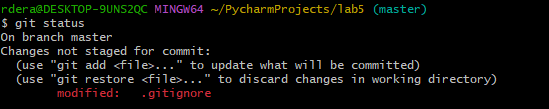 rdera@DESKTOP-9UNS2QC MINGW64 ~/PycharmProjects/lab5 (master)
$ git status
On branch master
Changes not staged for commit:
  (use "git add <file>..." to update what will be committed)
  (use "git restore <file>..." to discard changes in working directory)
        modified:   .gitignore